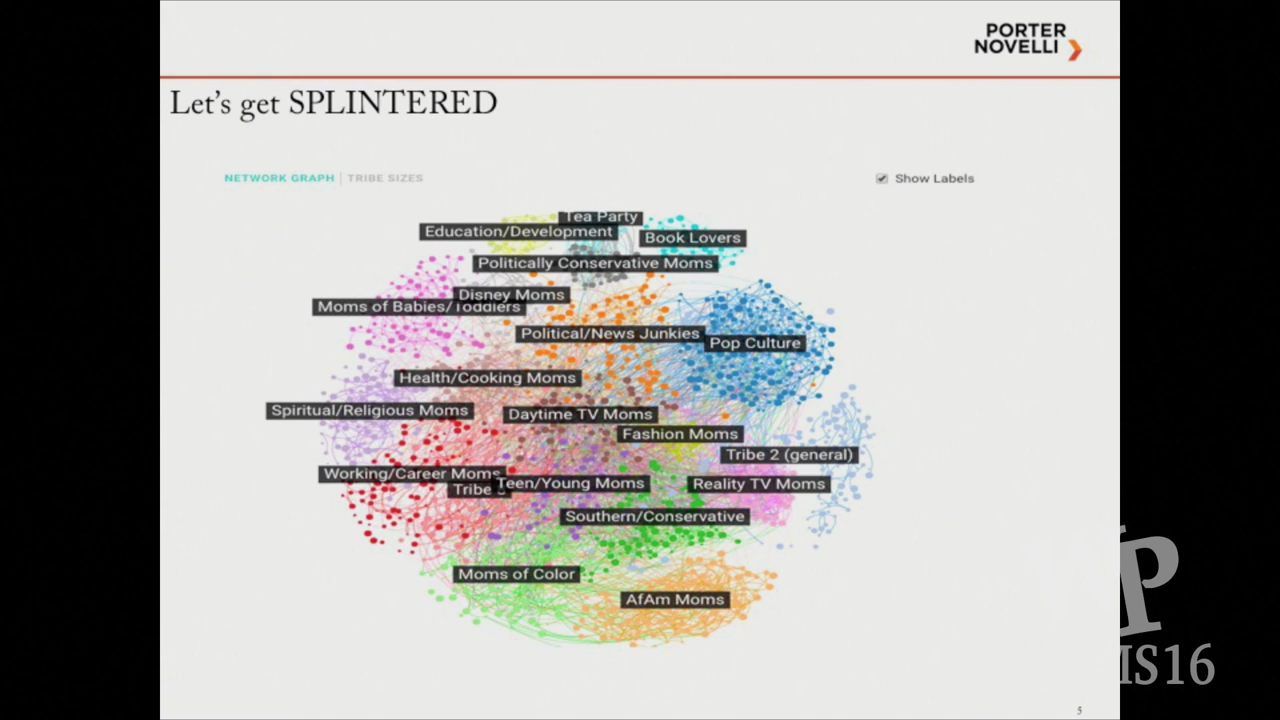 PORTER
NOVELLI
Let's get SPLINTERED
NETWORK GRAPH | TRIBE SIZES
Show Labels
Tea Party
Education/Development
Book Lovers
Politically Conservative Moms
Disney Moms
Moms of Babies/Toddlers
Political/News Junkies
Pop Culture
Health/Cooking Moms
Spiritual/Religious Moms
Daytime TV Moms
Fashion Moms
Tribe 2 (general)
Working/Career Moms
Teen/Young Moms
Reality TV Moms
Tribe
Southern/Conservative
Moms of Color
AfAm Moms
5